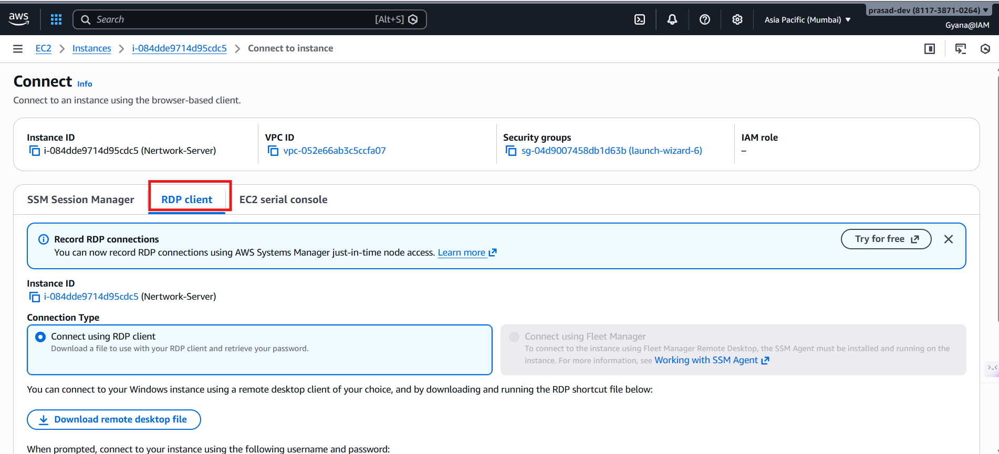 aws
Search [Alt+S]
Asia Pacific (Mumbai) ▼
prasad-dev (8117-3871-0264) ▼
Gyana@IAM
EC2 > Instances > i-084dde9714d95cdc5 > Connect to instance
Connect Info
Connect to an instance using the browser-based client.
Instance ID
i-084dde9714d95cdc5 (Nertwork-Server)
VPC ID
vpc-052e66ab3c5ccfa07
Security groups
sg-04d9007458db1d63b (launch-wizard-6)
IAM role
–
SSM Session Manager
RDP client
EC2 serial console
Record RDP connections
You can now record RDP connections using AWS Systems Manager just-in-time node access. Learn more
Try for free
Instance ID
i-084dde9714d95cdc5 (Nertwork-Server)
Connection Type
Connect using RDP client
Download a file to use with your RDP client and retrieve your password.
Connect using Fleet Manager
To connect to the instance using Fleet Manager Remote Desktop, the SSM Agent must be installed and running on the
instance. For more information, see Working with SSM Agent
You can connect to your Windows instance using a remote desktop client of your choice, and by downloading and running the RDP shortcut file below:
Download remote desktop file
When prompted, connect to your instance using the following username and password: